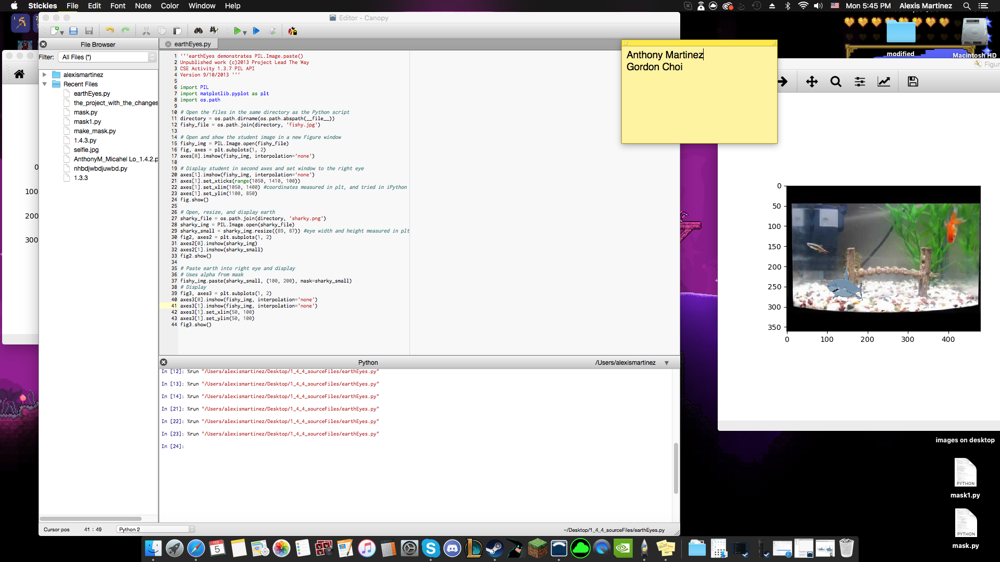 Stickies File Edit Font Note Color Window Help
Mon 5:45 PM Alexis Martinez
Editor - Canopy
File Browser
Filter: All Files (*)
alexismartinez
Recent Files
earthEyes.py
the_project_with_the_changes
mask.py
mask1.py
make_mask.py
1.4.3.py
selfie.jpg
AnthonyM_Micahel Lo_1.4.2.p
nhbdjwbdjuwbd.py
1.3.3
0
100
200
300
earthEyes.py
1 '''earthEyes demonstrates PIL.Image.paste()
2 Unpublished work (c)2013 Project Lead The Way
3 CSE Activity 1.3.7 PIL API
4 Version 9/10/2013 '''
5
6 import PIL
7 import matplotlib.pyplot as plt
8 import os.path
9
10 # Open the files in the same directory as the Python script
11 directory = os.path.dirname(os.path.abspath(__file__))
12 fishy_file = os.path.join(directory, 'fishy.jpg')
13
14 # Open and show the student image in a new Figure window
15 fishy_img = PIL.Image.open(fishy_file)
16 fig, axes = plt.subplots(1, 2)
17 axes[0].imshow(fishy_img, interpolation='none')
18
19 # Display student in second axes and set window to the right eye
20 axes[1].imshow(fishy_img, interpolation='none')
21 axes[1].set_xticks(range(1050, 1410, 100))
22 axes[1].set_xlim(1050, 1400) #coordinates measured in plt, and tried in iPython
23 axes[1].set_ylim(1100, 850)
24 fig.show()
25
26 # Open, resize, and display earth
27 sharky_file = os.path.join(directory, 'sharky.png')
28 sharky_img = PIL.Image.open(sharky_file)
29 sharky_small = sharky_img.resize((89, 87)) #eye width and height measured in plt
30 fig2, axes2 = plt.subplots(1, 2)
31 axes2[0].imshow(sharky_img)
32 axes2[1].imshow(sharky_small)
33 fig2.show()
34
35 # Paste earth into right eye and display
36 # Uses alpha from mask
37 fishy_img.paste(sharky_small, (100, 200), mask=sharky_small)
38 # Display
39 fig3, axes3 = plt.subplots(1, 2)
40 axes3[0].imshow(fishy_img, interpolation='none')
41 axes3[1].imshow(fishy_img, interpolation='none')
42 axes3[1].set_xlim(50, 100)
43 axes3[1].set_ylim(50, 100)
44 fig3.show()
Python
/Users/alexismartinez
In [12]: %run "/Users/alexismartinez/Desktop/1_4_4_sourceFiles/earthEyes.py"
In [13]: %run "/Users/alexismartinez/Desktop/1_4_4_sourceFiles/earthEyes.py"
In [14]: %run "/Users/alexismartinez/Desktop/1_4_4_sourceFiles/earthEyes.py"
In [21]: %run "/Users/alexismartinez/Desktop/1_4_4_sourceFiles/earthEyes.py"
In [22]: %run "/Users/alexismartinez/Desktop/1_4_4_sourceFiles/earthEyes.py"
In [23]: %run "/Users/alexismartinez/Desktop/1_4_4_sourceFiles/earthEyes.py"
In [24]:
Cursor pos 41 : 49 Python 2
~/Desktop/1_4_4_sourceFiles/earthEyes.py
Anthony Martinez
Gordon Choi
modified
Macintosh HD
Figur
0
50
100
150
200
250
300
350
0 100 200 300 400
images on desktop
PYTHON
mask1.py
PYTHON
mask.py
FEB
5